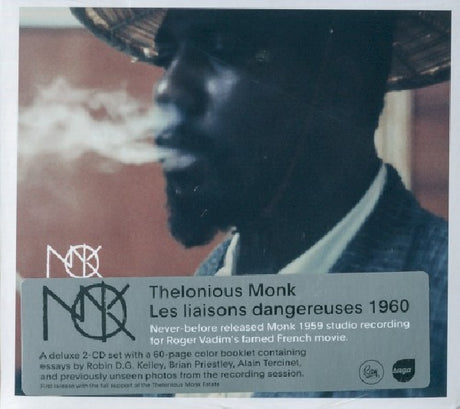 MONK
MONK
Thelonious Monk
Les liaisons dangereuses 1960
Never-before released Monk 1959 studio recording
for Roger Vadim's famed French movie.
A deluxe 2-CD set with a 60-page color booklet containing
essays by Robin D.G. Kelley, Brian Priestley, Alain Tercinet,
and previously unseen photos from the recording session.
First release with the full support of the Thelonious Monk Estate
saga